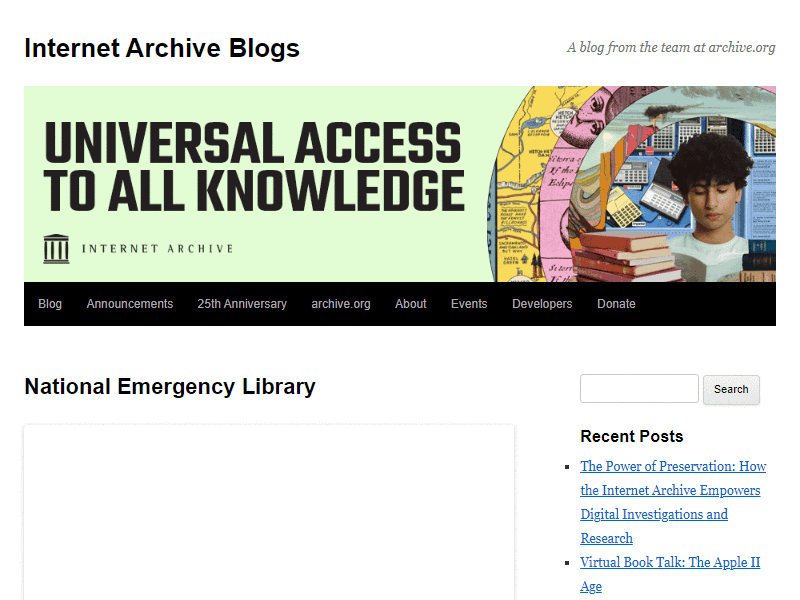 Internet Archive Blogs
A blog from the team at archive.org
UNIVERSAL ACCESS
TO ALL KNOWLEDGE
INTERNET ARCHIVE
Blog
Announcements
25th Anniversary
archive.org
About
Events
Developers
Donate
National Emergency Library
Search
Recent Posts
The Power of Preservation: How
the Internet Archive Empowers
Digital Investigations and
Research
Virtual Book Talk: The Apple II
Age